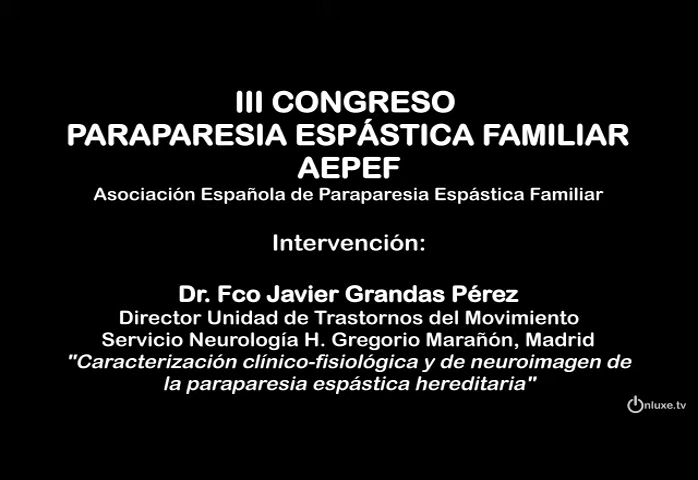 III CONGRESO
PARAPARESIA ESPÁSTICA FAMILIAR
AEPEF
Asociación Española de Paraparesia Espástica Familiar
Intervención:
Dr. Fco Javier Grandas Pérez
Director Unidad de Trastornos del Movimiento
Servicio Neurología H. Gregorio Marañón, Madrid
"Caracterización clínico-fisiológica y de neuroimagen de
la paraparesia espástica hereditaria"
Onluxe.tv